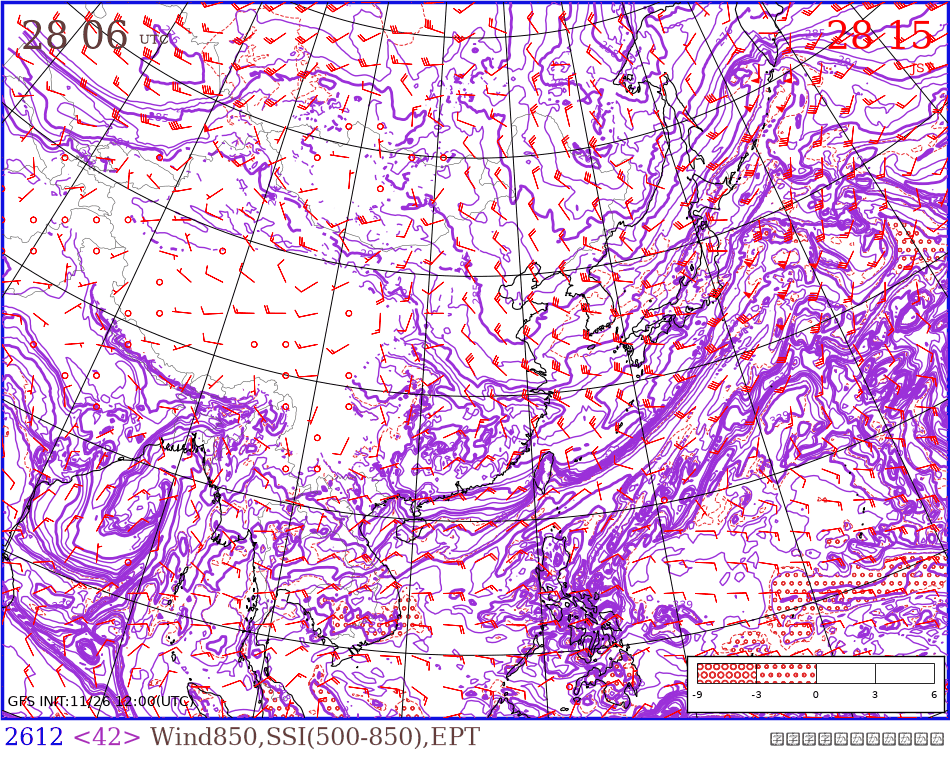 28 06 UTC 28 15
JST
GFS INIT:11/26 12:00(UTC)
-9 -3 0 3 6
2612 <42> Wind850,SSI(500-850),EPT